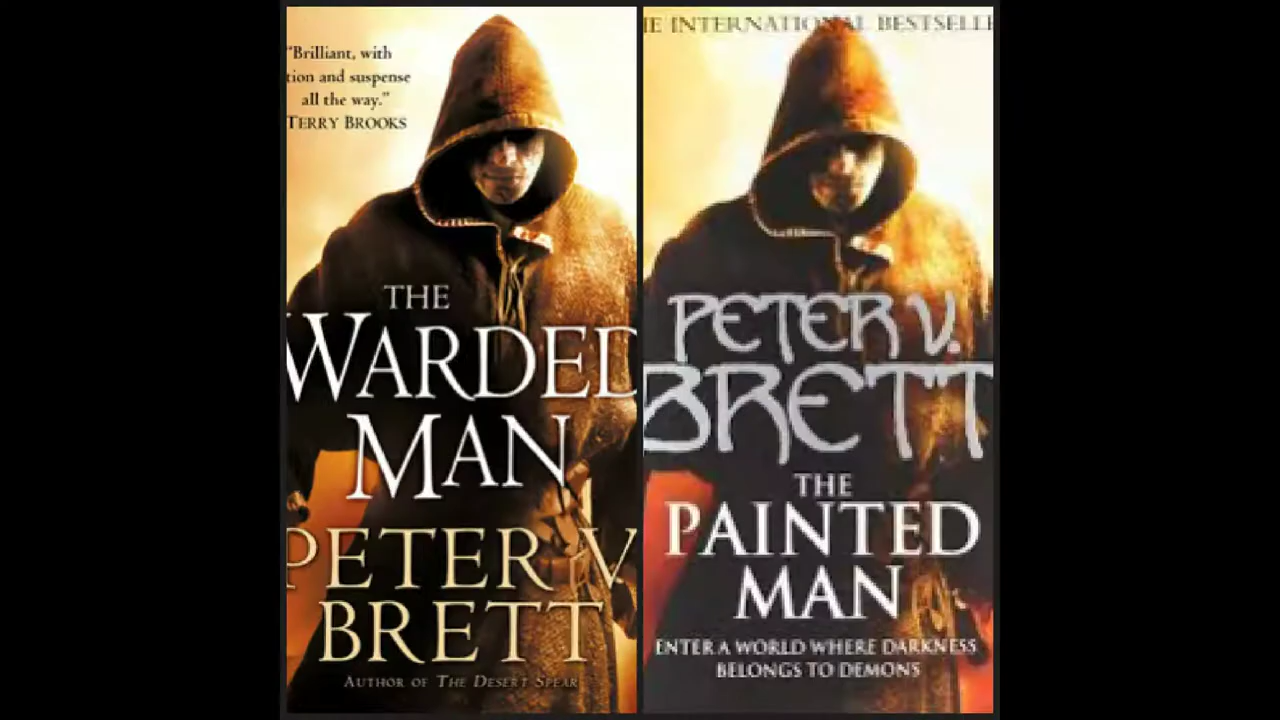 "Brilliant, with
tion and suspense
all the way."
TERRY BROOKS
THE
WARDED
MAN
PETER V
BRETT
AUTHOR OF THE DESERT SPEAR
E INTERNATIONAL BESTSELLE
PETER V.
BRETT
THE
PAINTED
MAN
ENTER A WORLD WHERE DARKNESS
BELONGS TO DEMONS